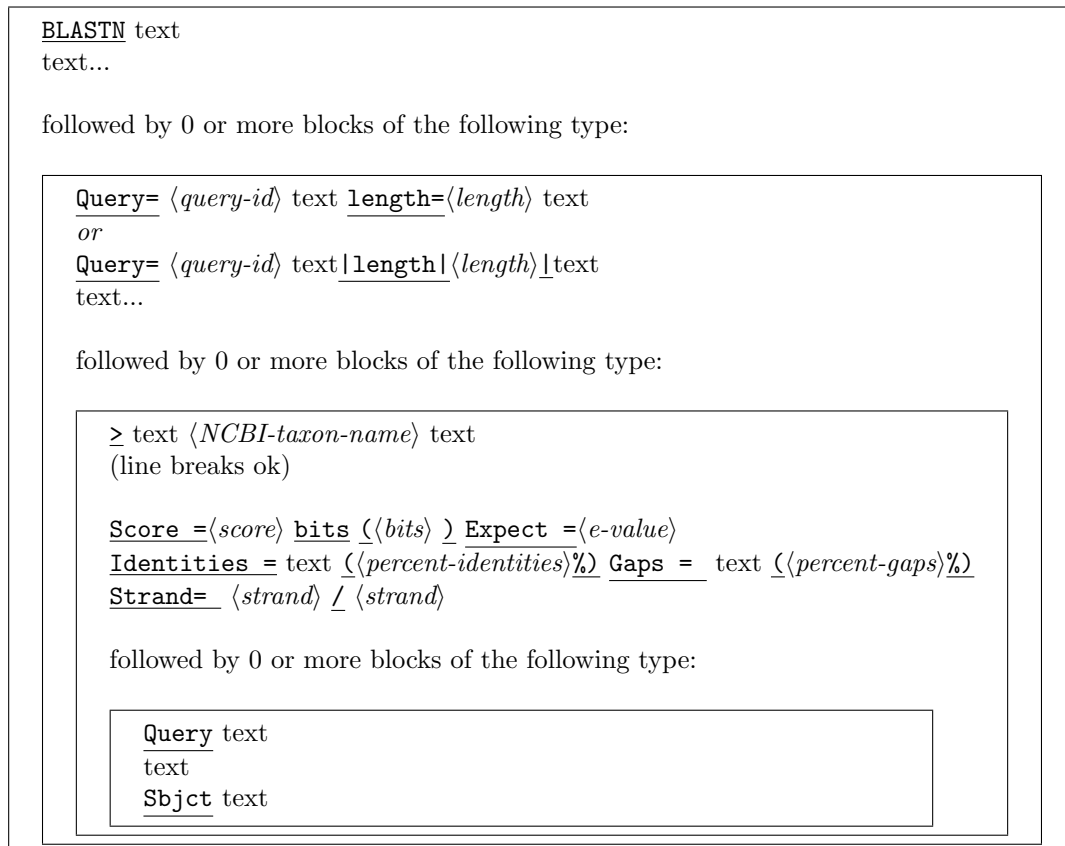 BLASTN text
text...
followed by 0 or more blocks of the following type:
Query= ⟨query-id⟩ text length=⟨length⟩ text
or
Query= ⟨query-id⟩ text|length|⟨length⟩|text
text...
followed by 0 or more blocks of the following type:
> text ⟨NCBI-taxon-name⟩ text
(line breaks ok)
Score =⟨score⟩ bits (⟨bits⟩ ) Expect =⟨e-value⟩
Identities = text (⟨percent-identities⟩%) Gaps = text (⟨percent-gaps⟩%)
Strand= ⟨strand⟩ / ⟨strand⟩
followed by 0 or more blocks of the following type:
Query text
text
Sbjct text